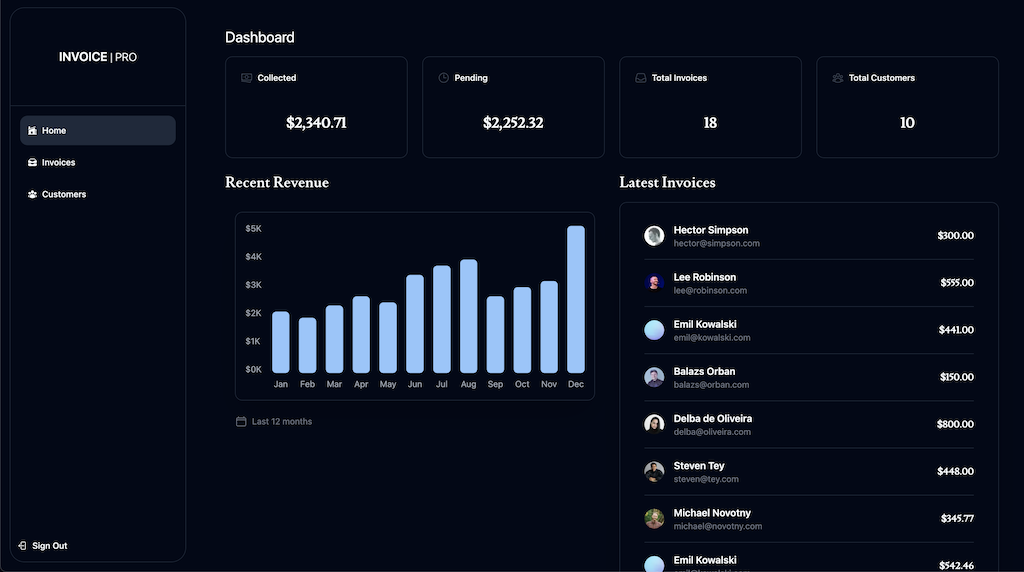 INVOICE | PRO
Home
Invoices
Customers
Sign Out
Dashboard
Collected
$2,340.71
Pending
$2,252.32
Total Invoices
18
Total Customers
10
Recent Revenue
$5K
$4K
$3K
$2K
$1K
$0K
Jan Feb Mar Apr May Jun Jul Aug Sep Oct Nov Dec
Last 12 months
Latest Invoices
Hector Simpson
hector@simpson.com
$300.00
Lee Robinson
lee@robinson.com
$555.00
Emil Kowalski
emil@kowalski.com
$441.00
Balazs Orban
balazs@orban.com
$150.00
Delba de Oliveira
delba@oliveira.com
$800.00
Steven Tey
steven@tey.com
$448.00
Michael Novotny
michael@novotny.com
$345.77
Emil Kowalski
$542.46